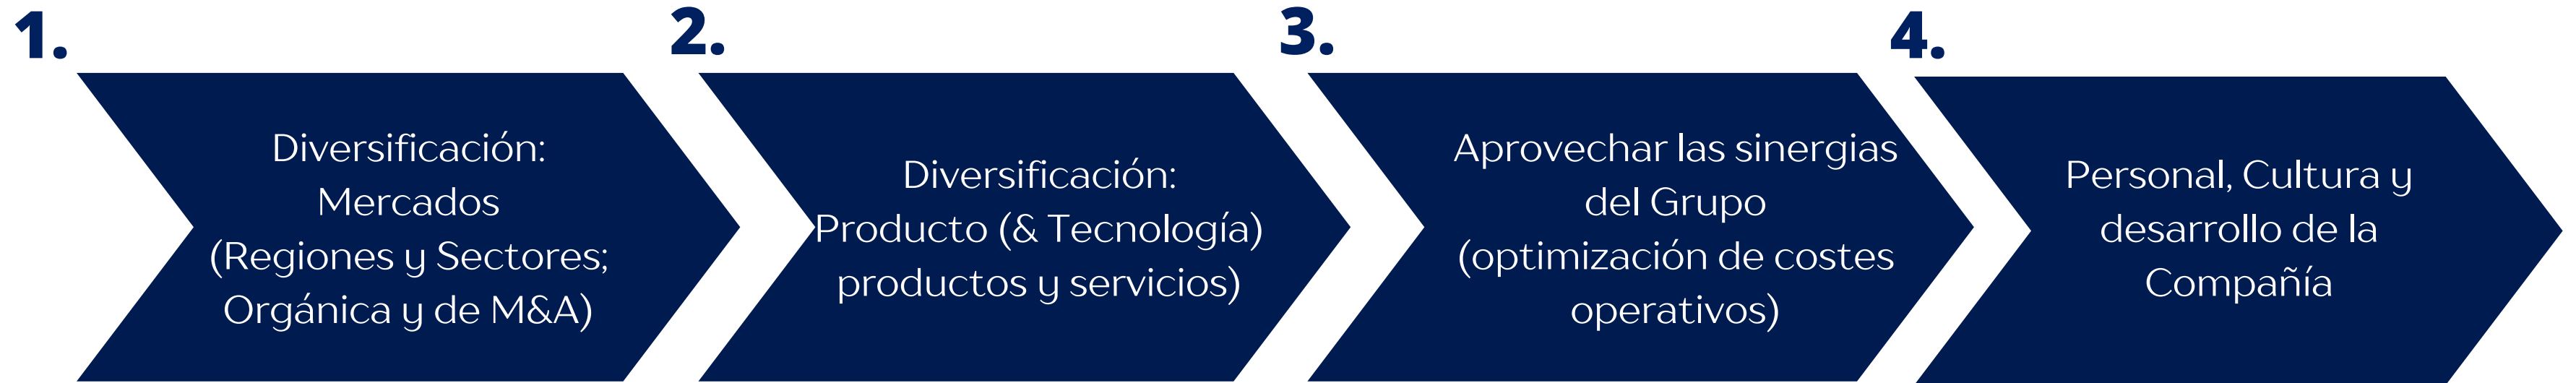 1.
Diversificación:
Mercados
(Regiones y Sectores;
Orgánica y de M&A)
2.
Diversificación:
Producto (& Tecnología)
productos y servicios)
3.
Aprovechar las sinergias
del Grupo
(optimización de costes
operativos)
4.
Personal, Cultura y
desarrollo de la
Compañía